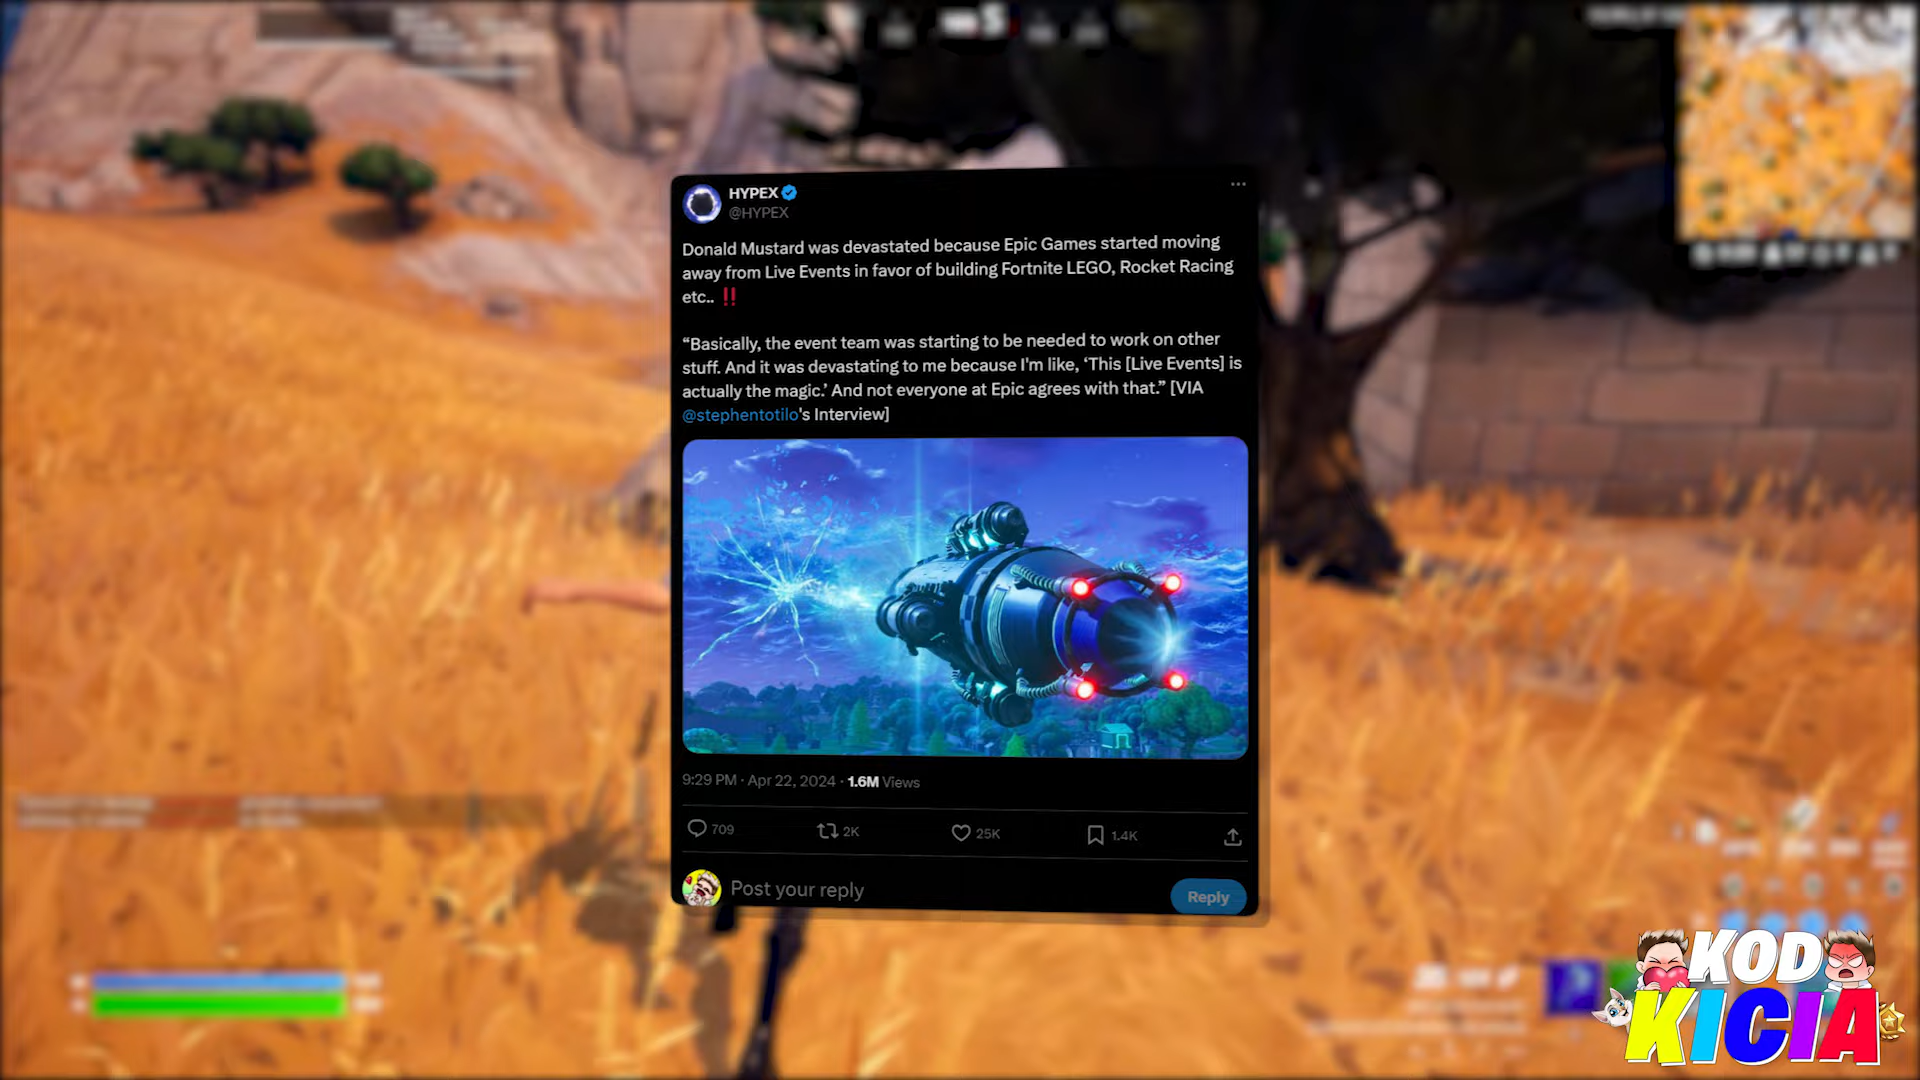 HYPEX
@HYPEX
Donald Mustard was devastated because Epic Games started moving
away from Live Events in favor of building Fortnite LEGO, Rocket Racing
etc.. ‼️
“Basically, the event team was starting to be needed to work on other
stuff. And it was devastating to me because I'm like, ‘This [Live Events] is
actually the magic.’ And not everyone at Epic agrees with that.” [VIA
@stephentotilo's Interview]
9:29 PM · Apr 22, 2024 · 1.6M Views
709 2K 25K 1.4K
Post your reply
Reply
KOD
KICIA